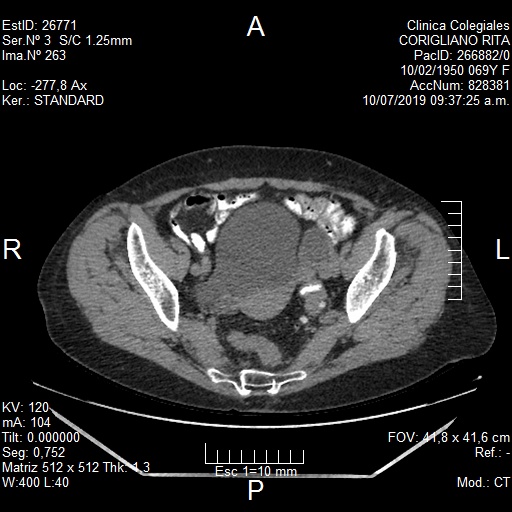 EstID: 26771
Ser.Nº 3 S/C 1.25mm
Ima.Nº 263
Loc: -277,8 Ax
Ker.: STANDARD
A
Clinica Colegiales
CORIGLIANO RITA
PacID: 266882/0
10/02/1950 069Y F
AccNum: 828381
10/07/2019 09:37:25 a.m.
R
L
KV: 120
mA: 104
Tilt: 0.000000
Seg: 0,752
Matriz 512 x 512 Thk: 1.3
W:400 L:40
Esc 1=10 mm
P
FOV: 41,8 x 41,6 cm
Ref.: -
Mod.: CT